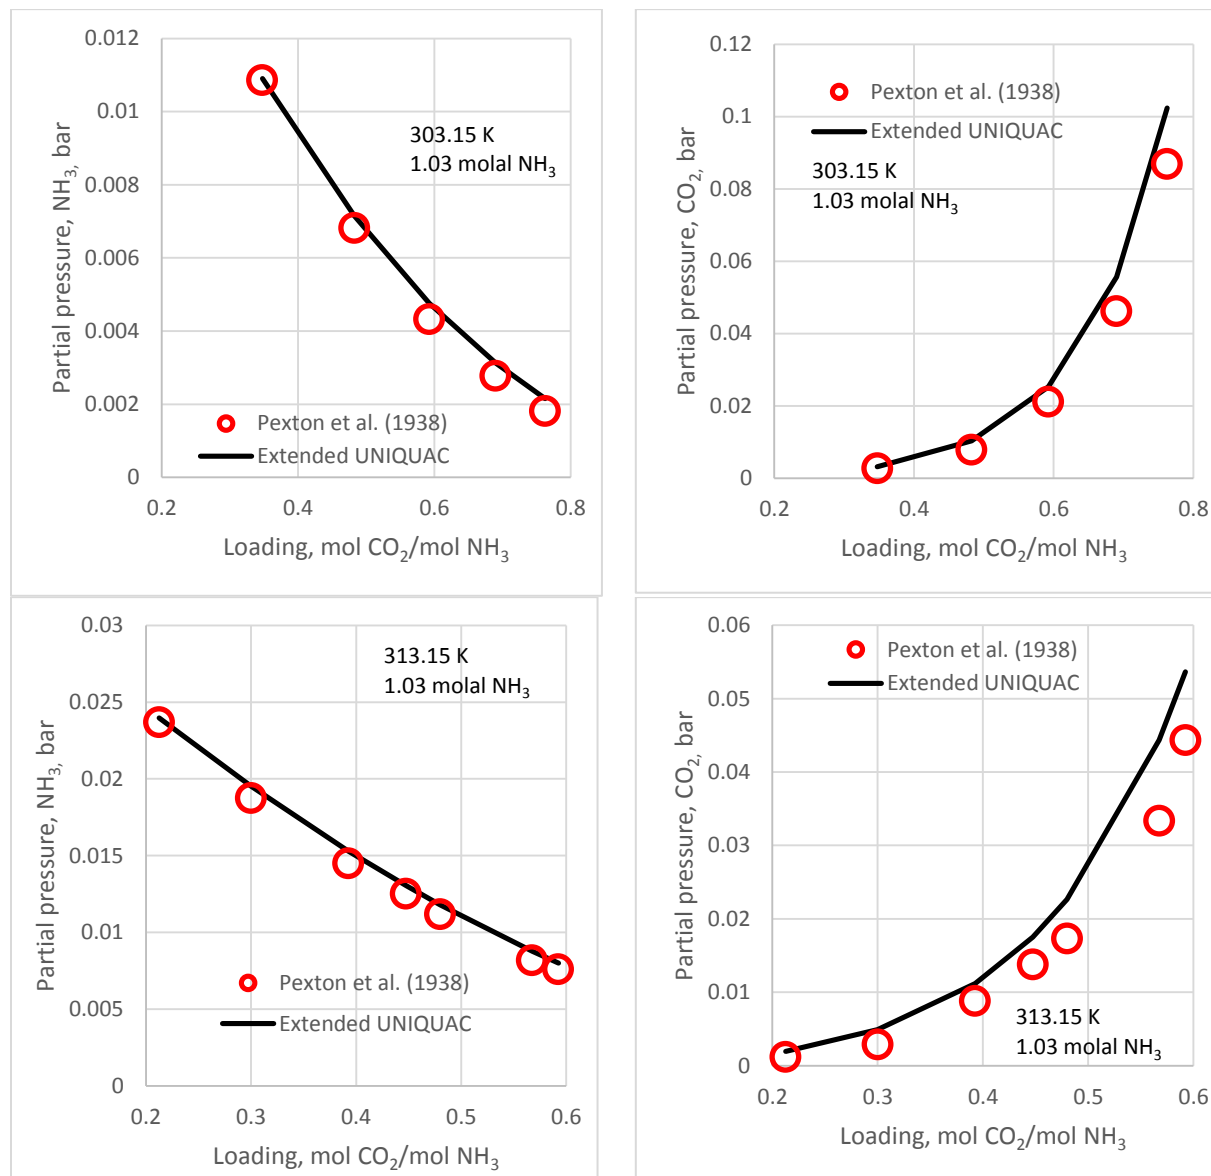 0.012
0.01
0.008
0.006
0.004
0.002
0
Partial pressure, NH₃, bar
303.15 K
1.03 molal NH₃
Pexton et al. (1938)
Extended UNIQUAC
0.2 0.4 0.6 0.8
Loading, mol CO₂/mol NH₃
0.12
0.1
0.08
0.06
0.04
0.02
0
Partial pressure, CO₂, bar
Pexton et al. (1938)
Extended UNIQUAC
303.15 K
1.03 molal NH₃
0.2 0.4 0.6 0.8
Loading, mol CO₂/mol NH₃
0.03
0.025
0.02
0.015
0.01
0.005
0
Partial pressure, NH₃, bar
313.15 K
1.03 molal NH₃
Pexton et al. (1938)
Extended UNIQUAC
0.2 0.3 0.4 0.5 0.6
Loading, mol CO₂/mol NH₃
0.06
0.05
0.04
0.03
0.02
0.01
0
Partial pressure, CO₂, bar
Pexton et al. (1938)
Extended UNIQUAC
313.15 K
1.03 molal NH₃
0.2 0.3 0.4 0.5 0.6
Loading, mol CO₂/mol NH₃